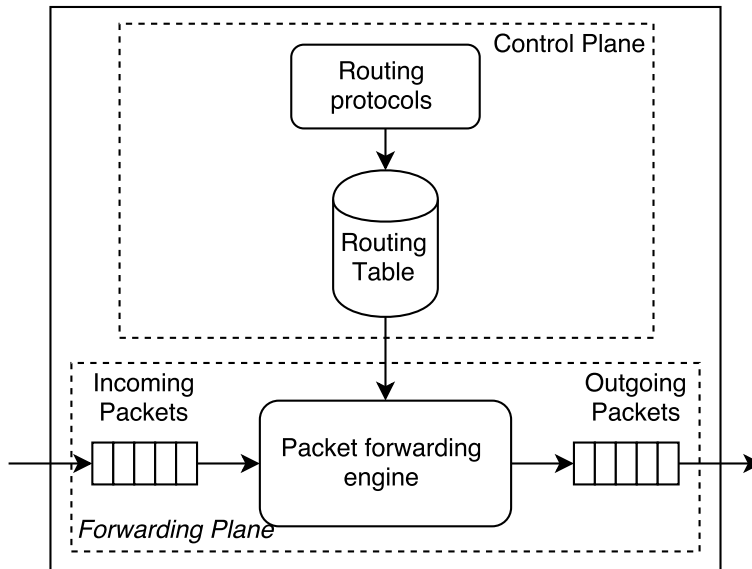 Control Plane
Routing
protocols
Routing
Table
Incoming
Packets
Outgoing
Packets
Packet forwarding
engine
Forwarding Plane